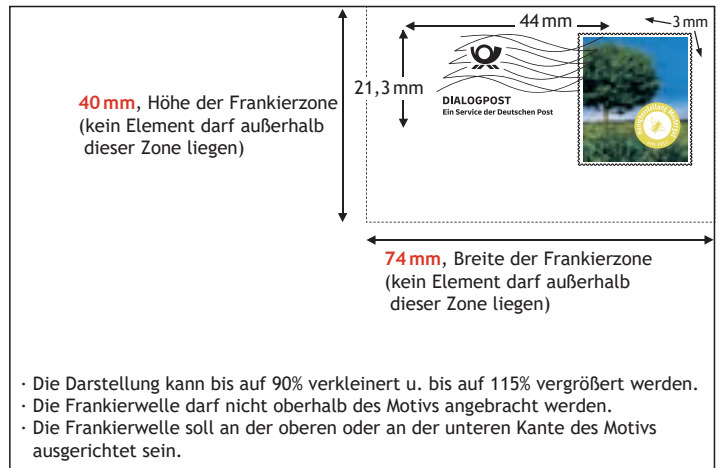 44 mm
3 mm
21,3 mm
DIALOGPOST
Ein Service der Deutschen Post
40 mm, Höhe der Frankierzone
(kein Element darf außerhalb
dieser Zone liegen)
74 mm, Breite der Frankierzone
(kein Element darf außerhalb
dieser Zone liegen)
· Die Darstellung kann bis auf 90% verkleinert u. bis auf 115% vergrößert werden.
· Die Frankierwelle darf nicht oberhalb des Motivs angebracht werden.
· Die Frankierwelle soll an der oberen oder an der unteren Kante des Motivs
ausgerichtet sein.